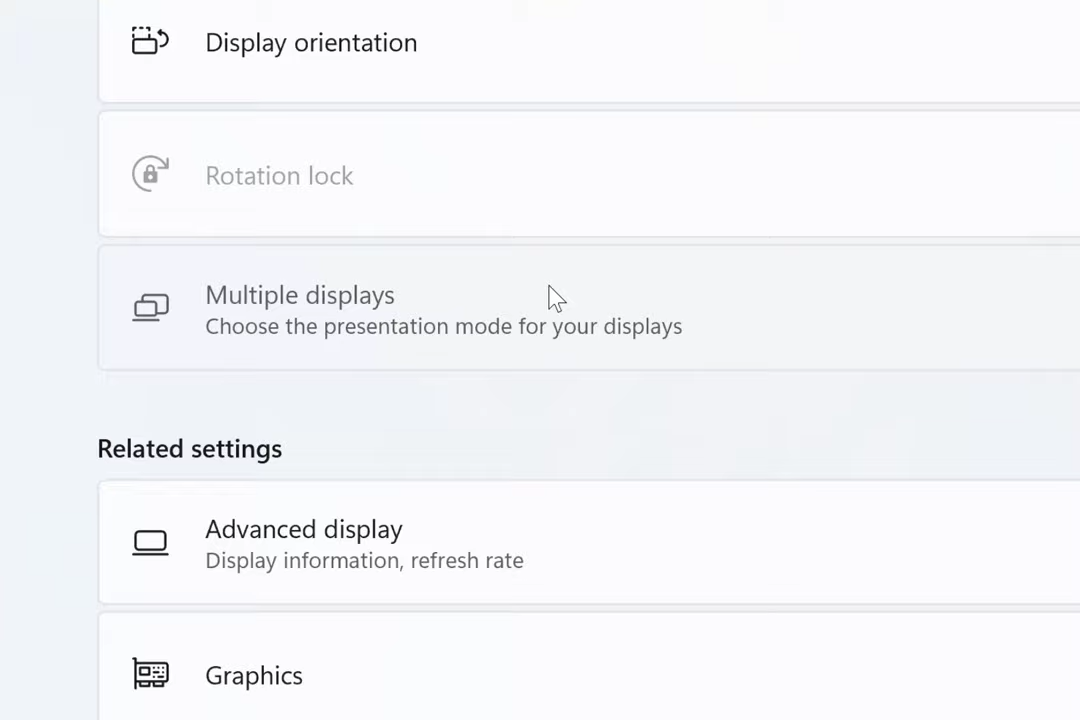 Display orientation
Rotation lock
Multiple displays
Choose the presentation mode for your displays
Related settings
Advanced display
Display information, refresh rate
Graphics